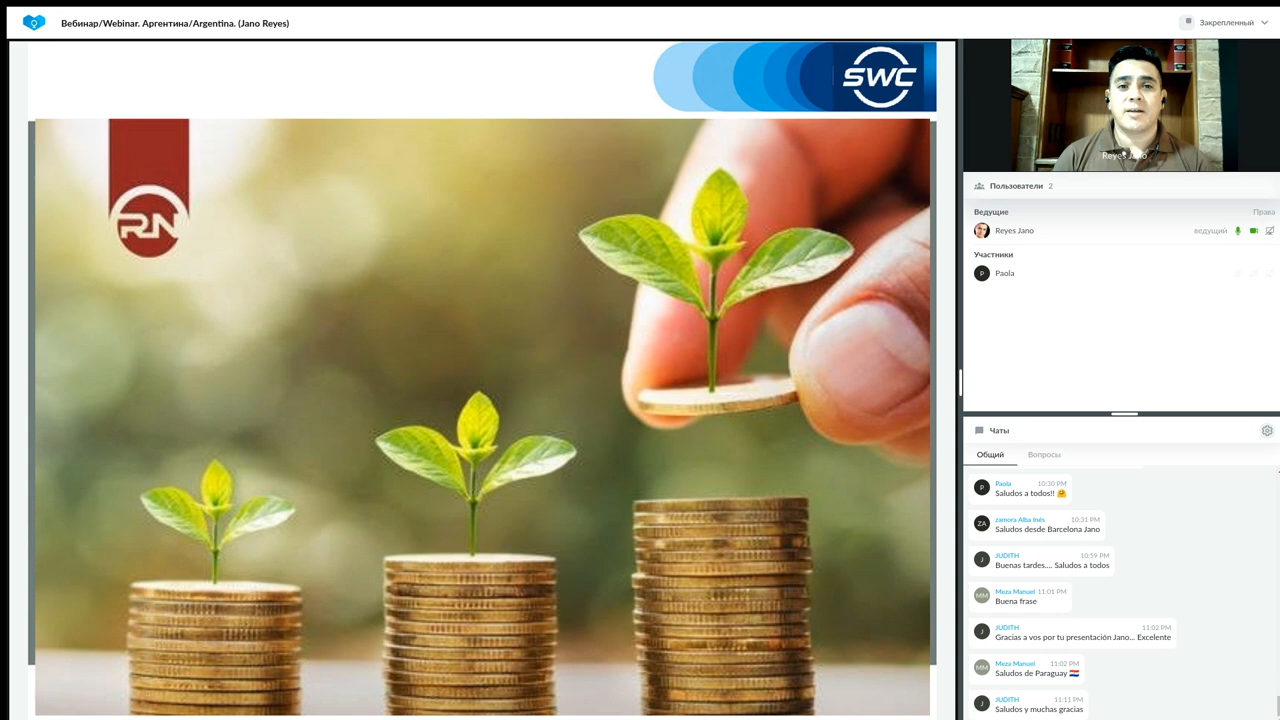 Вебинар/Webinar. Аргентина/Argentina. (Jano Reyes)
Закрепленный
SWC
RN
Reyes Jano
Пользователи 2
Ведущие Права
Reyes Jano ведущий
Участники
P Paola
Чаты
Общий Вопросы
P Paola 10:30 PM
Saludos a todos!! 🤗
ZA zamora Alba Inés 10:31 PM
Saludos desde Barcelona Jano
J JUDITH 10:59 PM
Buenas tardes.... Saludos a todos
MM Meza Manuel 11:01 PM
Buena frase
J JUDITH 11:02 PM
Gracias a vos por tu presentación Jano... Excelente
MM Meza Manuel 11:02 PM
Saludos de Paraguay 🇵🇾
J JUDITH 11:11 PM
Saludos y muchas gracias